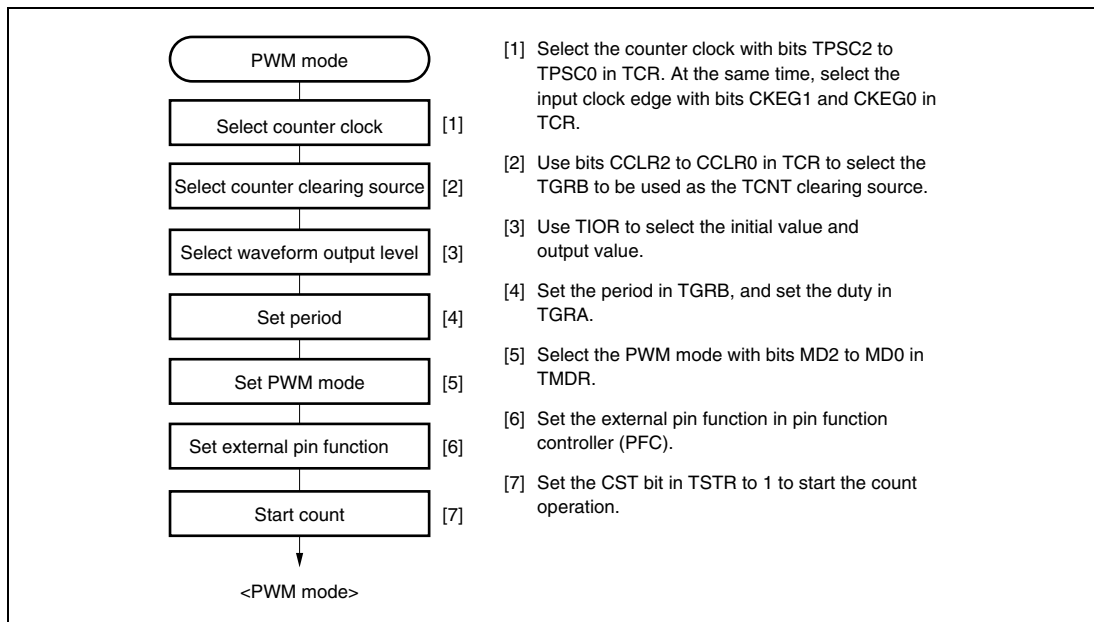 PWM mode
Select counter clock
[1]
Select counter clearing source
[2]
Select waveform output level
[3]
Set period
[4]
Set PWM mode
[5]
Set external pin function
[6]
Start count
[7]
<PWM mode>
[1] Select the counter clock with bits TPSC2 to
TPSC0 in TCR. At the same time, select the
input clock edge with bits CKEG1 and CKEG0 in
TCR.
[2] Use bits CCLR2 to CCLR0 in TCR to select the
TGRB to be used as the TCNT clearing source.
[3] Use TIOR to select the initial value and
output value.
[4] Set the period in TGRB, and set the duty in
TGRA.
[5] Select the PWM mode with bits MD2 to MD0 in
TMDR.
[6] Set the external pin function in pin function
controller (PFC).
[7] Set the CST bit in TSTR to 1 to start the count
operation.